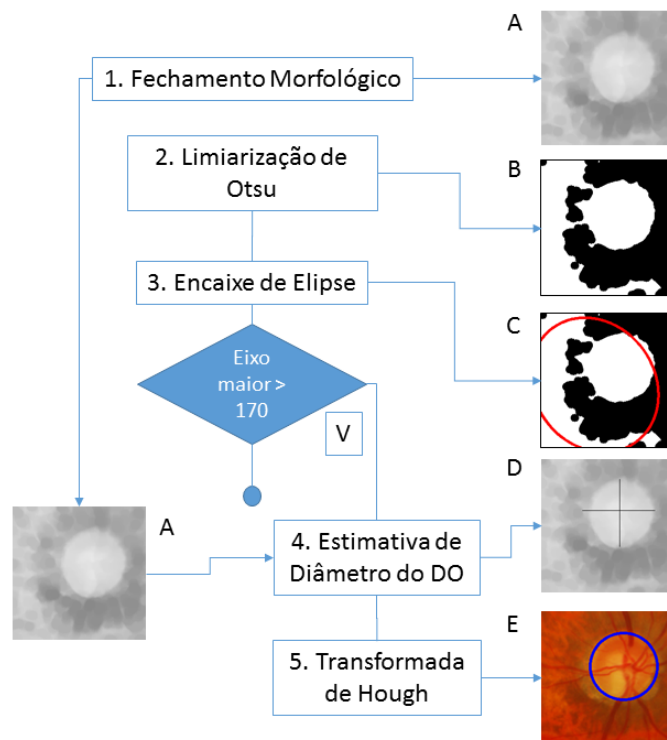 A
1. Fechamento Morfológico
2. Limiarização de
Otsu
B
3. Encaixe de Elipse
C
Eixo
maior >
170
V
D
A
4. Estimativa de
Diâmetro do DO
E
5. Transformada
de Hough